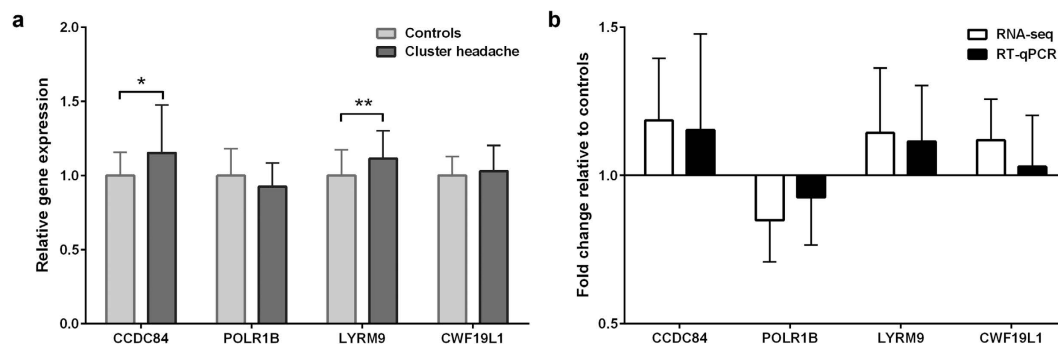 a
Relative gene expression
2.0
1.5
1.0
0.5
0.0
Controls
Cluster headache
*
**
CCDC84 POLR1B LYRM9 CWF19L1
b
Fold change relative to controls
1.5
1.0
0.5
RNA-seq
RT-qPCR
CCDC84 POLR1B LYRM9 CWF19L1